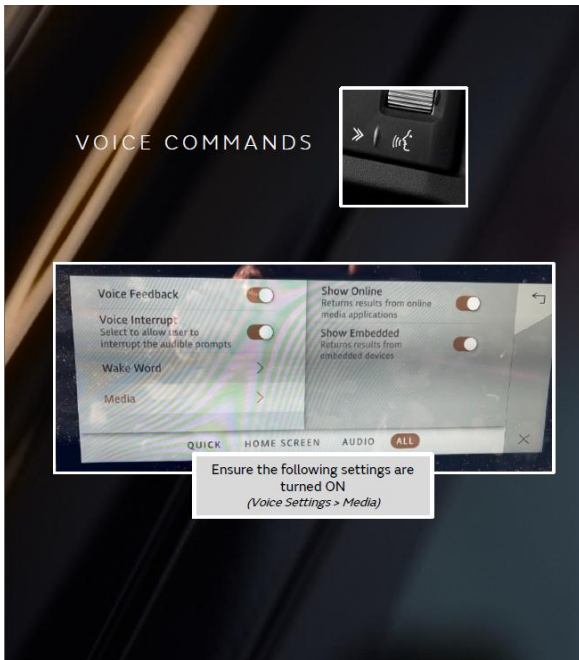 VOICE COMMANDS
Voice Feedback
Voice Interrupt
Select to allow user to
interrupt the audible prompts
Wake Word
Media
Show Online
Returns results from online
media applications
Show Embedded
Returns results from
embedded devices
QUICK HOME SCREEN AUDIO ALL
Ensure the following settings are
turned ON
(Voice Settings > Media)